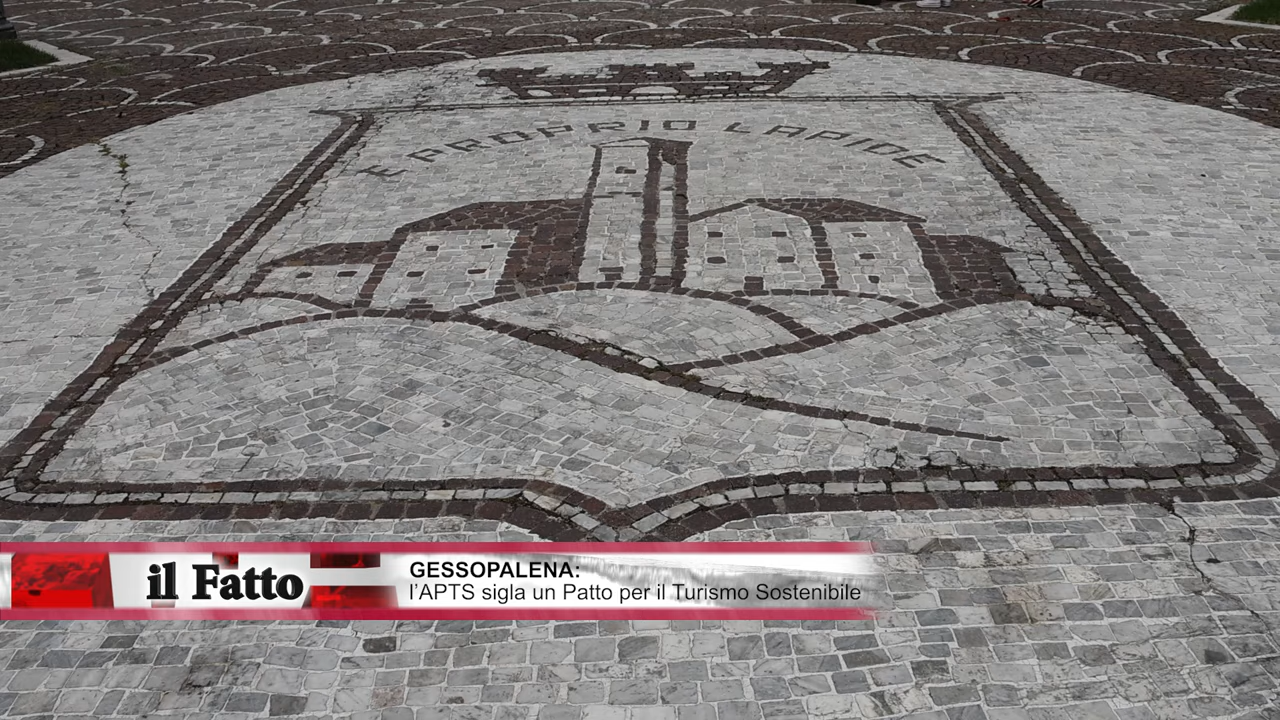 E PROPRIO LAPIDE
il Fatto
GESSOPALENA:
l'APTS sigla un Patto per il Turismo Sostenibile